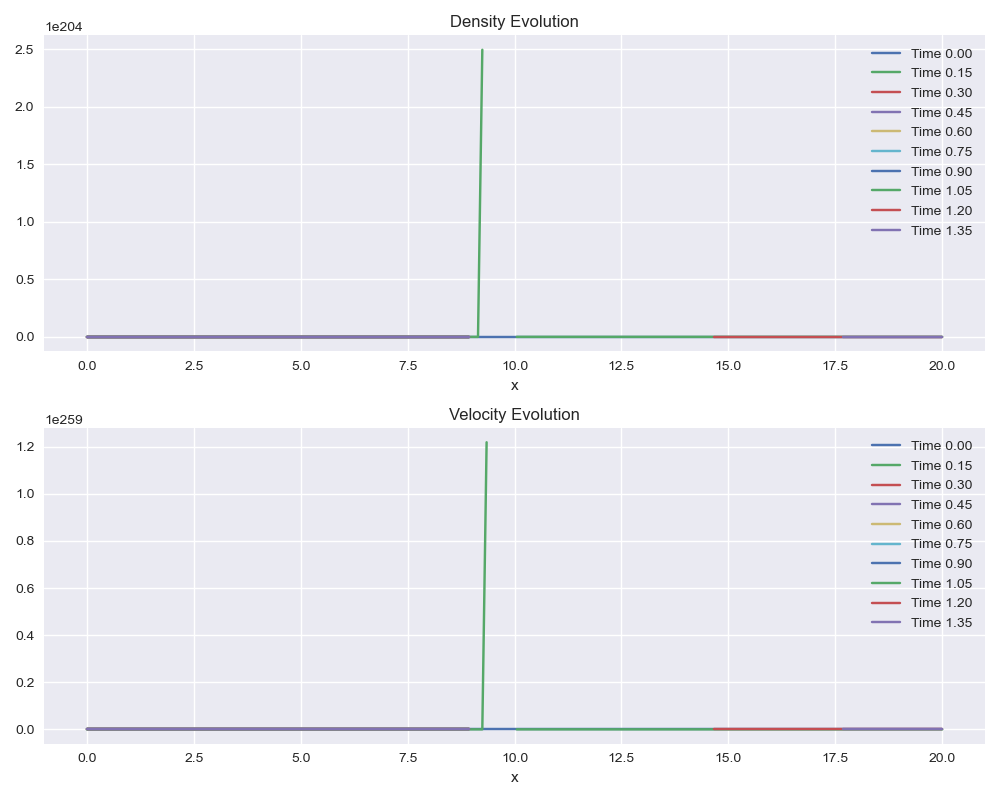 Density Evolution
1e204
2.5
2.0
1.5
1.0
0.5
0.0
Time 0.00
Time 0.15
Time 0.30
Time 0.45
Time 0.60
Time 0.75
Time 0.90
Time 1.05
Time 1.20
Time 1.35
0.0 2.5 5.0 7.5 10.0 12.5 15.0 17.5 20.0
x
Velocity Evolution
1e259
1.2
1.0
0.8
0.6
0.4
0.2
0.0
Time 0.00
Time 0.15
Time 0.30
Time 0.45
Time 0.60
Time 0.75
Time 0.90
Time 1.05
Time 1.20
Time 1.35
0.0 2.5 5.0 7.5 10.0 12.5 15.0 17.5 20.0
x